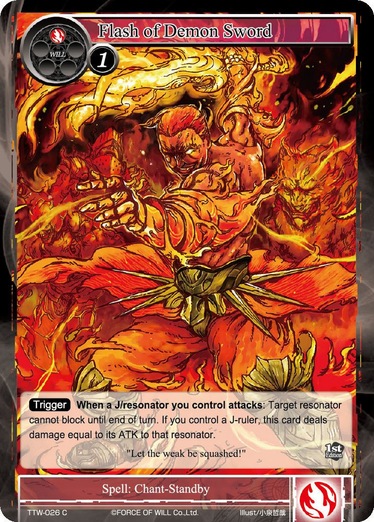 Flash of Demon Sword
WILL
1
Trigger When a J/resonator you control attacks: Target resonator
cannot block until end of turn. If you control a J-ruler, this card deals
damage equal to its ATK to that resonator.
"Let the weak be squashed!"
1st
Edition
Spell: Chant-Standby
TTW-026 C ©FORCE OF WILL Co.,Ltd. Illust/小泉哲蔭